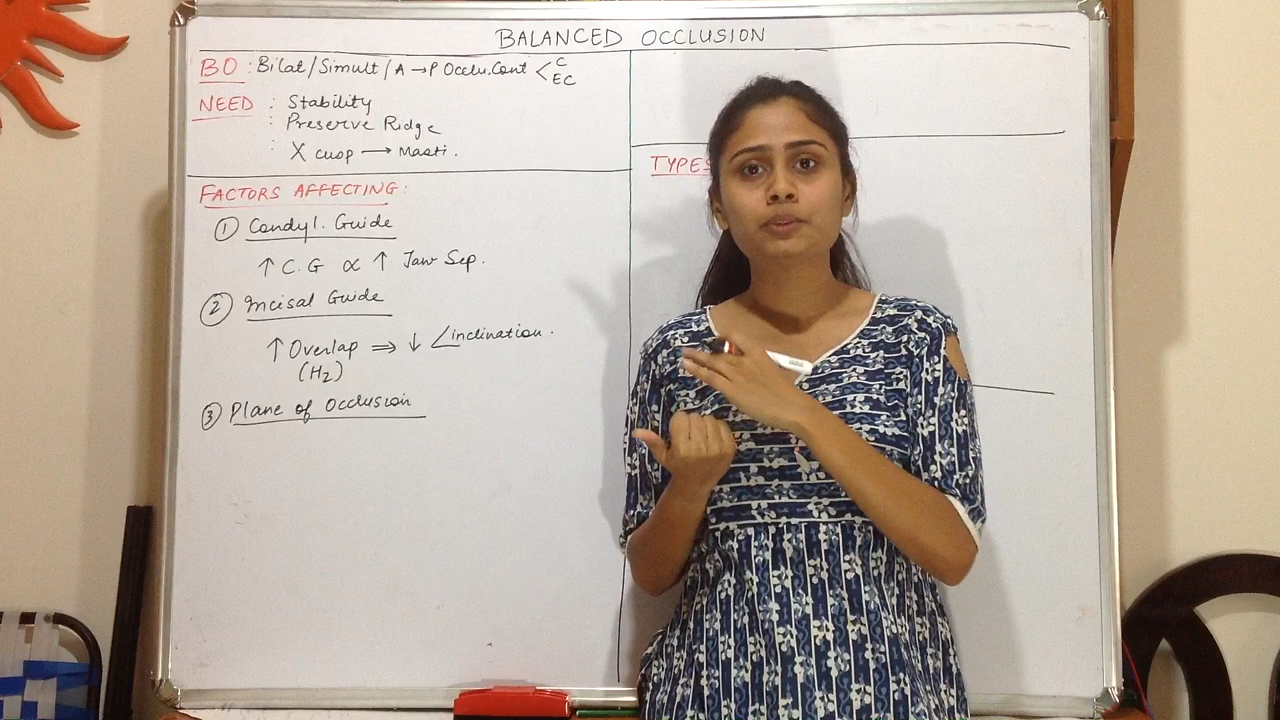 BALANCED OCCLUSION
BO : Bilat/Simult/A→P Occlu.Cont < C
EC
NEED : Stability
: Preserve Ridge
: X cusp → Masti.
FACTORS AFFECTING:
① Condyl. Guide
↑ C.G ∝ ↑ Jaw Sep.
② Incisal Guide
↑ Overlap ⇒ ↓ ∠inclination.
(Hz)
③ Plane of Occlusion
TYPES